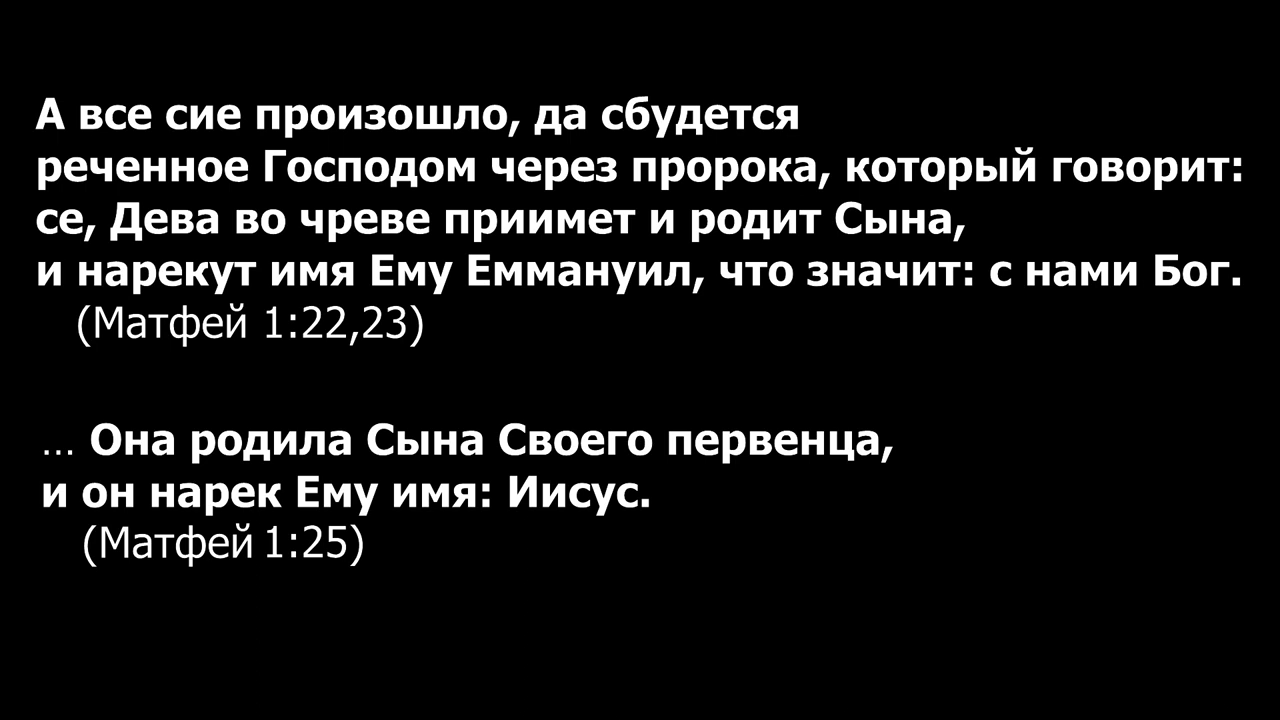 А все сие произошло, да сбудется
реченное Господом через пророка, который говорит:
се, Дева во чреве приимет и родит Сына,
и нарекут имя Ему Еммануил, что значит: с нами Бог.
(Матфей 1:22,23)
... Она родила Сына Своего первенца,
и он нарек Ему имя: Иисус.
(Матфей 1:25)